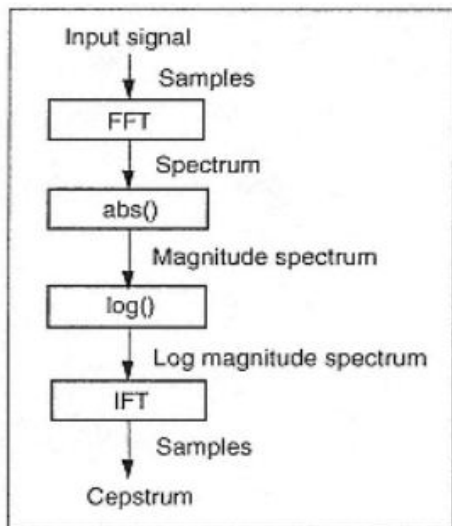 Input signal
Samples
FFT
Spectrum
abs()
Magnitude spectrum
log()
Log magnitude spectrum
IFT
Samples
Cepstrum